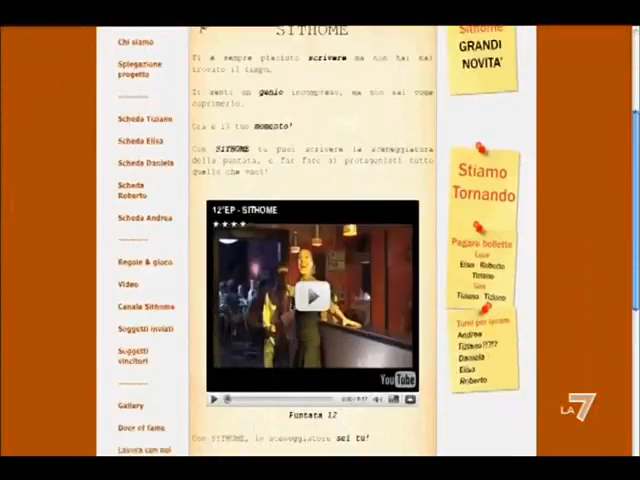 SITHOME
Chi siamo
Spiegazione
progetto
Scheda Tiziano
Scheda Elisa
Scheda Daniela
Scheda
Roberto
Scheda Andrea
Regole & gioco
Video
Canale Sithome
Soggetti inviati
Soggetti
vincitori
Gallery
Door of fame
Lavora con noi
Ti è sempre piaciuto scrivere ma non hai mai
trovato il tempo.
Ti senti un genio incompreso, ma non sai come
esprimerlo.
Ora è il tuo momento!
Con SITHOME tu puoi scrivere la sceneggiatura
della puntata, e far fare ai protagonisti tutto
quello che vuoi!
12°EP - SITHOME
YouTube
Puntata 12
Con SITHOME, lo sceneggiatore sei tu!
Sithome
GRANDI
NOVITA'
Stiamo
Tornando
Pagare bollette
Luce
Elisa Roberto
Tiziano
Gas
Tiziano Tiziano
Turni per lavare
Andrea
Tiziano!!?!?
Daniela
Elisa
Roberto
LA7